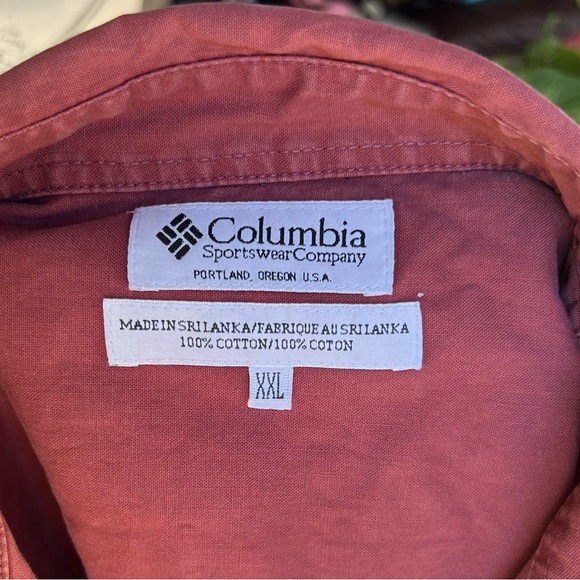 Columbia
Sportswear Company
PORTLAND, OREGON U.S.A.
MADE IN SRI LANKA/FABRIQUE AU SRI LANKA
100% COTTON/100% COTON
XXL